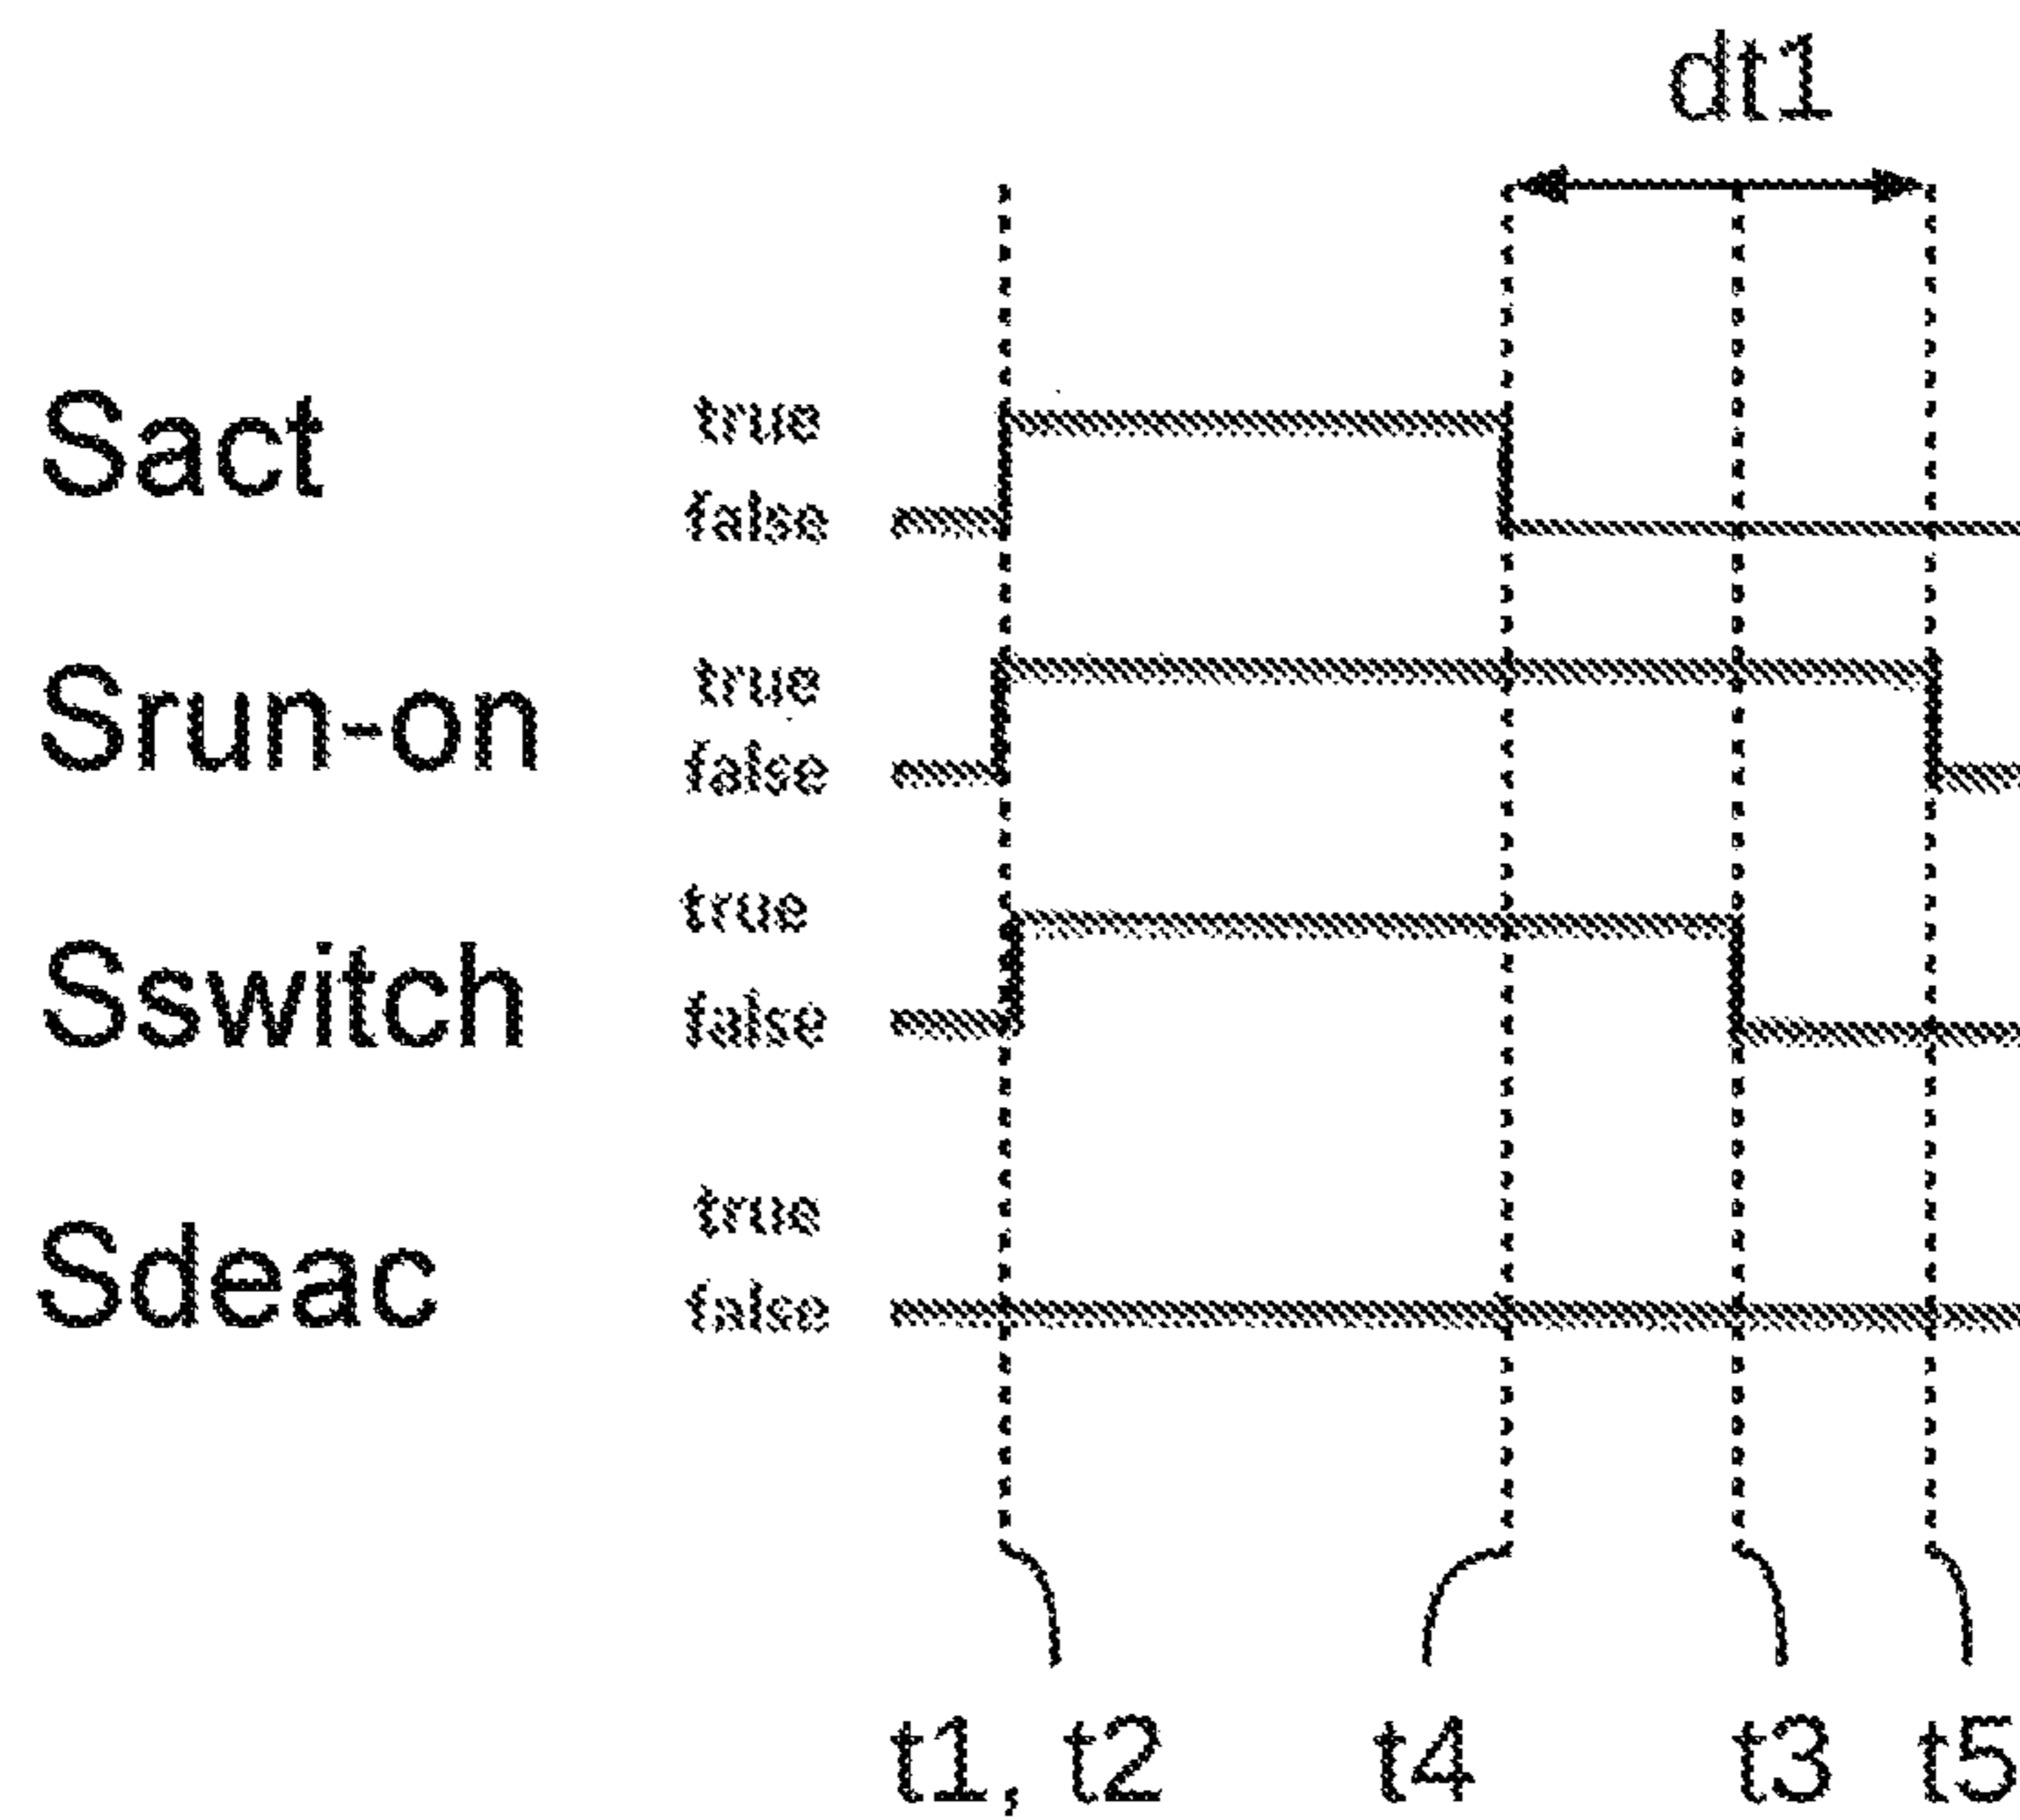 dt1
Sact
true
false
Srun-on
true
false
Sswitch
true
false
Sdeac
true
false
t1, t2 t4 t3 t5